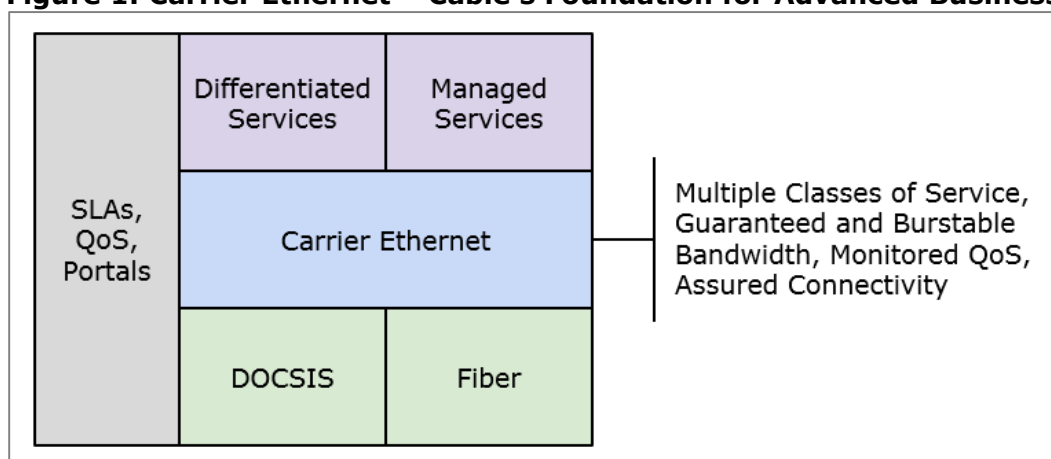 Figure 1: Carrier Ethernet – Cable's Foundation for Advanced Business
Differentiated
Services
Managed
Services
SLAs,
QoS,
Portals
Carrier Ethernet
Multiple Classes of Service,
Guaranteed and Burstable
Bandwidth, Monitored QoS,
Assured Connectivity
DOCSIS
Fiber